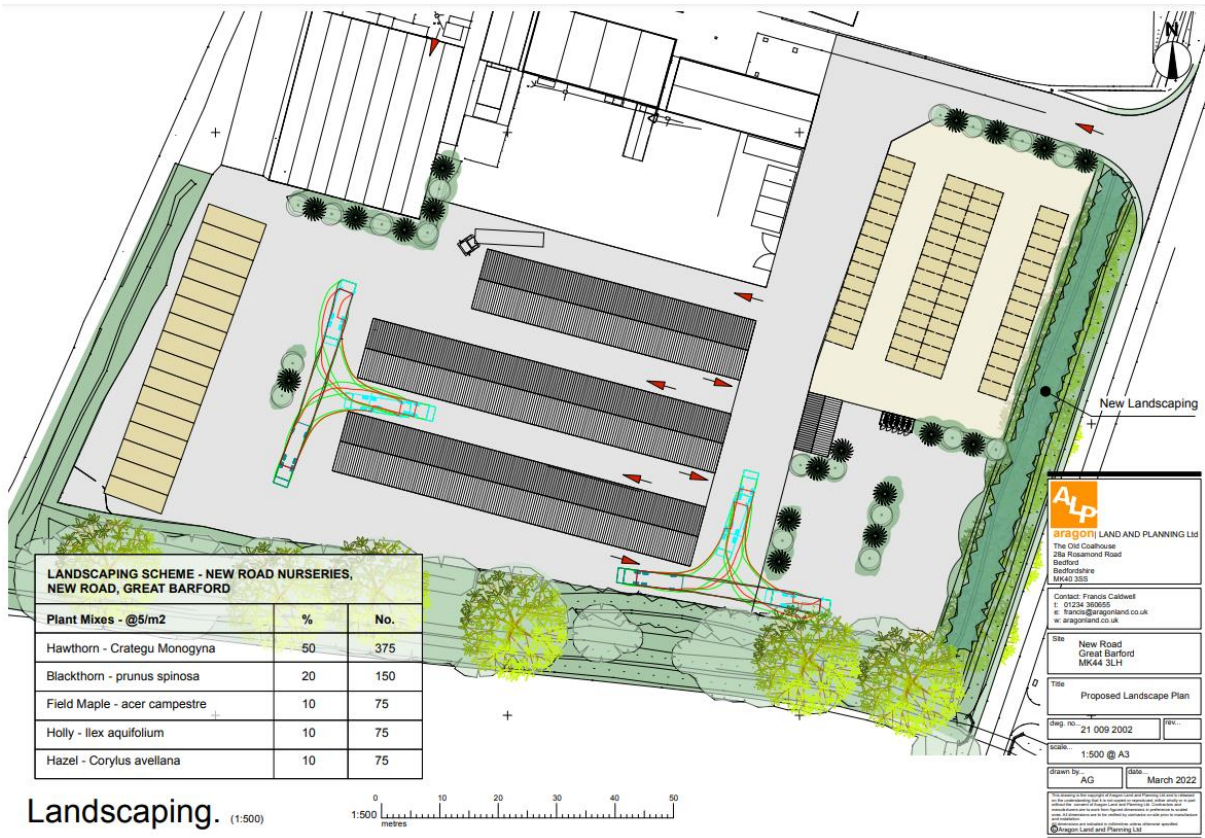 N
New Landscaping
LANDSCAPING SCHEME - NEW ROAD NURSERIES,
NEW ROAD, GREAT BARFORD
Plant Mixes - @5/m2 % No.
Hawthorn - Crategu Monogyna 50 375
Blackthorn - prunus spinosa 20 150
Field Maple - acer campestre 10 75
Holly - Ilex aquifolium 10 75
Hazel - Corylus avellana 10 75
Landscaping. (1:500)
1:500
0 10 20 30 40 50
metres
ALP
aragon LAND AND PLANNING Ltd
The Old Coalhouse
28a Rosamond Road
Bedford
Bedfordshire
MK40 3SS
Contact: Francis Caldwell
t: 01234 360655
e: francis@aragonland.co.uk
w: aragonland.co.uk
Site
New Road
Great Barford
MK44 3LH
Title
Proposed Landscape Plan
dwg. no... 21 009 2002 rev...
scale...
1:500 @ A3
drawn by... AG date... March 2022
©Aragon Land and Planning Ltd